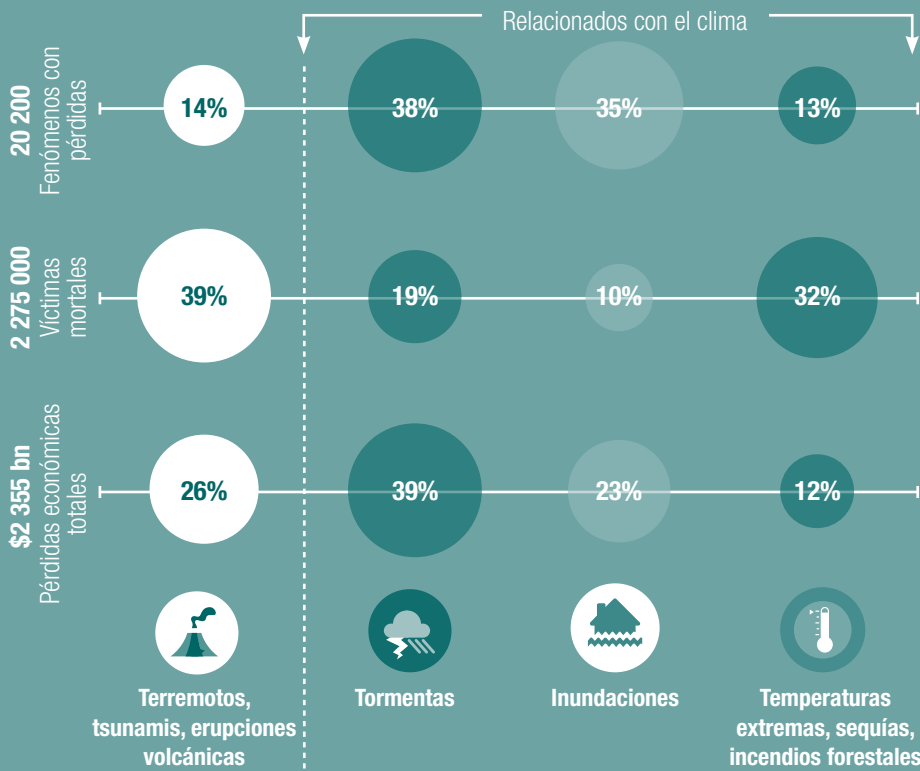 Relacionados con el clima
20 200
Fenómenos con
pérdidas
14%
38%
35%
13%
2 275 000
Víctimas
mortales
39%
19%
10%
32%
$2 355 bn
Pérdidas económicas
totales
26%
39%
23%
12%
Terremotos,
tsunamis, erupciones
volcánicas
Tormentas
Inundaciones
Temperaturas
extremas, sequías,
incendios forestales